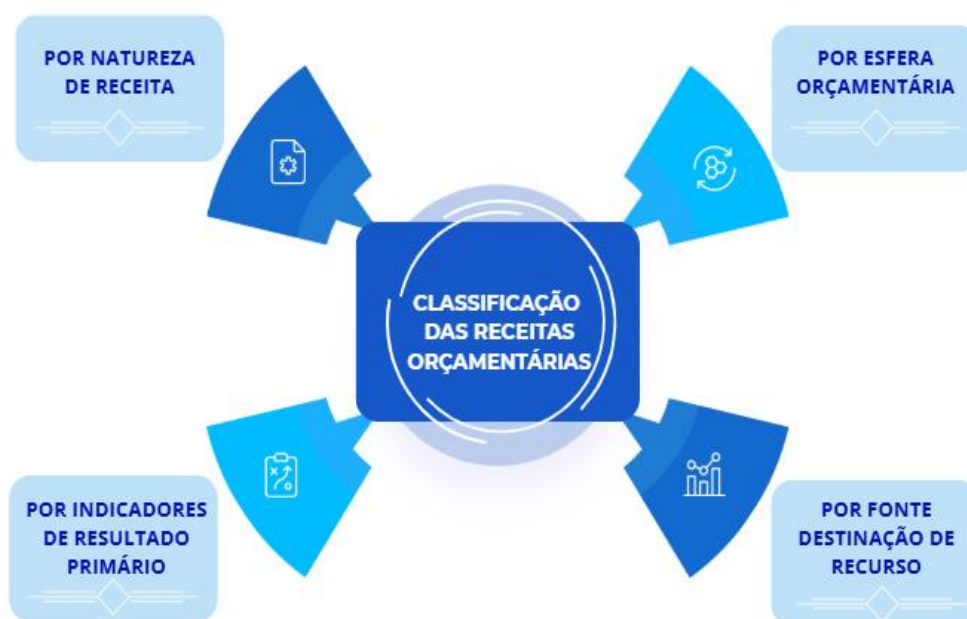 POR NATUREZA
DE RECEITA
POR ESFERA
ORÇAMENTÁRIA
CLASSIFICAÇÃO
DAS RECEITAS
ORÇAMENTÁRIAS
POR INDICADORES
DE RESULTADO
PRIMÁRIO
POR FONTE
DESTINAÇÃO DE
RECURSO